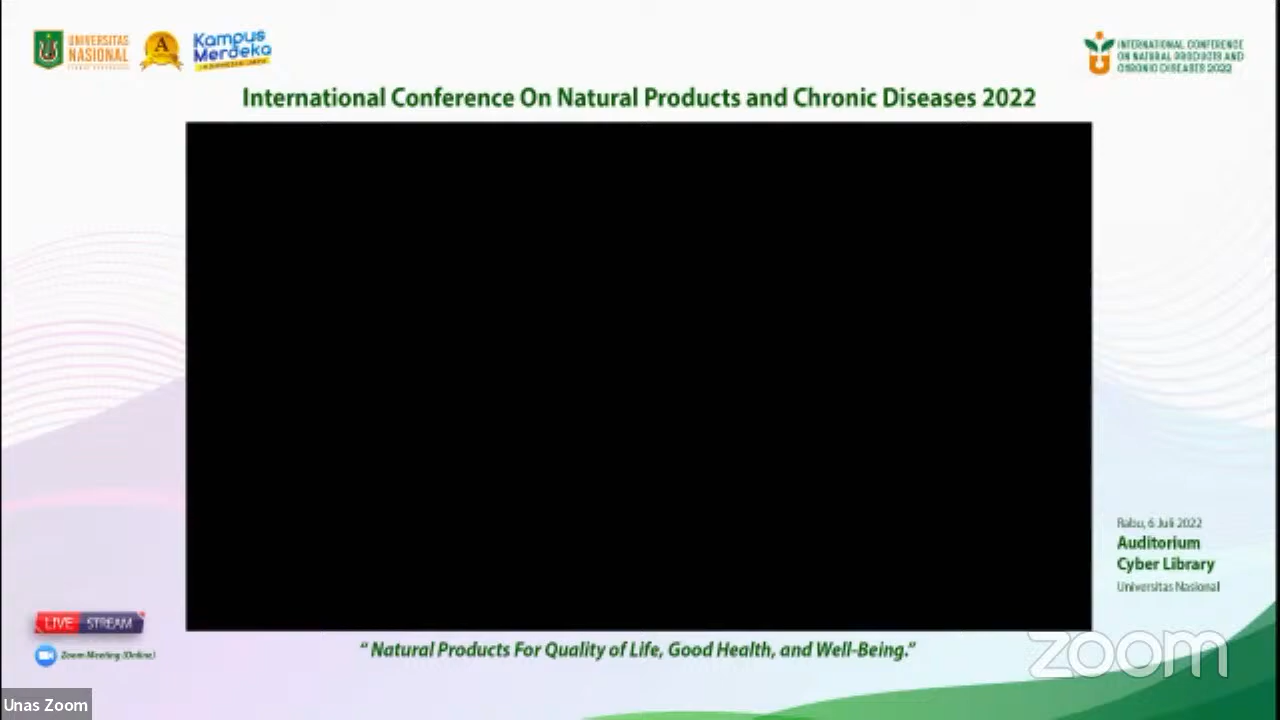 UNIVERSITAS
NASIONAL
A
Kampus
Merdeka
INTERNATIONAL CONFERENCE
ON NATURAL PRODUCTS AND
CHRONIC DISEASES 2022
International Conference On Natural Products and Chronic Diseases 2022
Rabu, 6 Juli 2022
Auditorium
Cyber Library
Universitas Nasional
LIVE STREAM
Zoom Meeting (Online)
“ Natural Products For Quality of Life, Good Health, and Well-Being.”
zoom
Unas Zoom